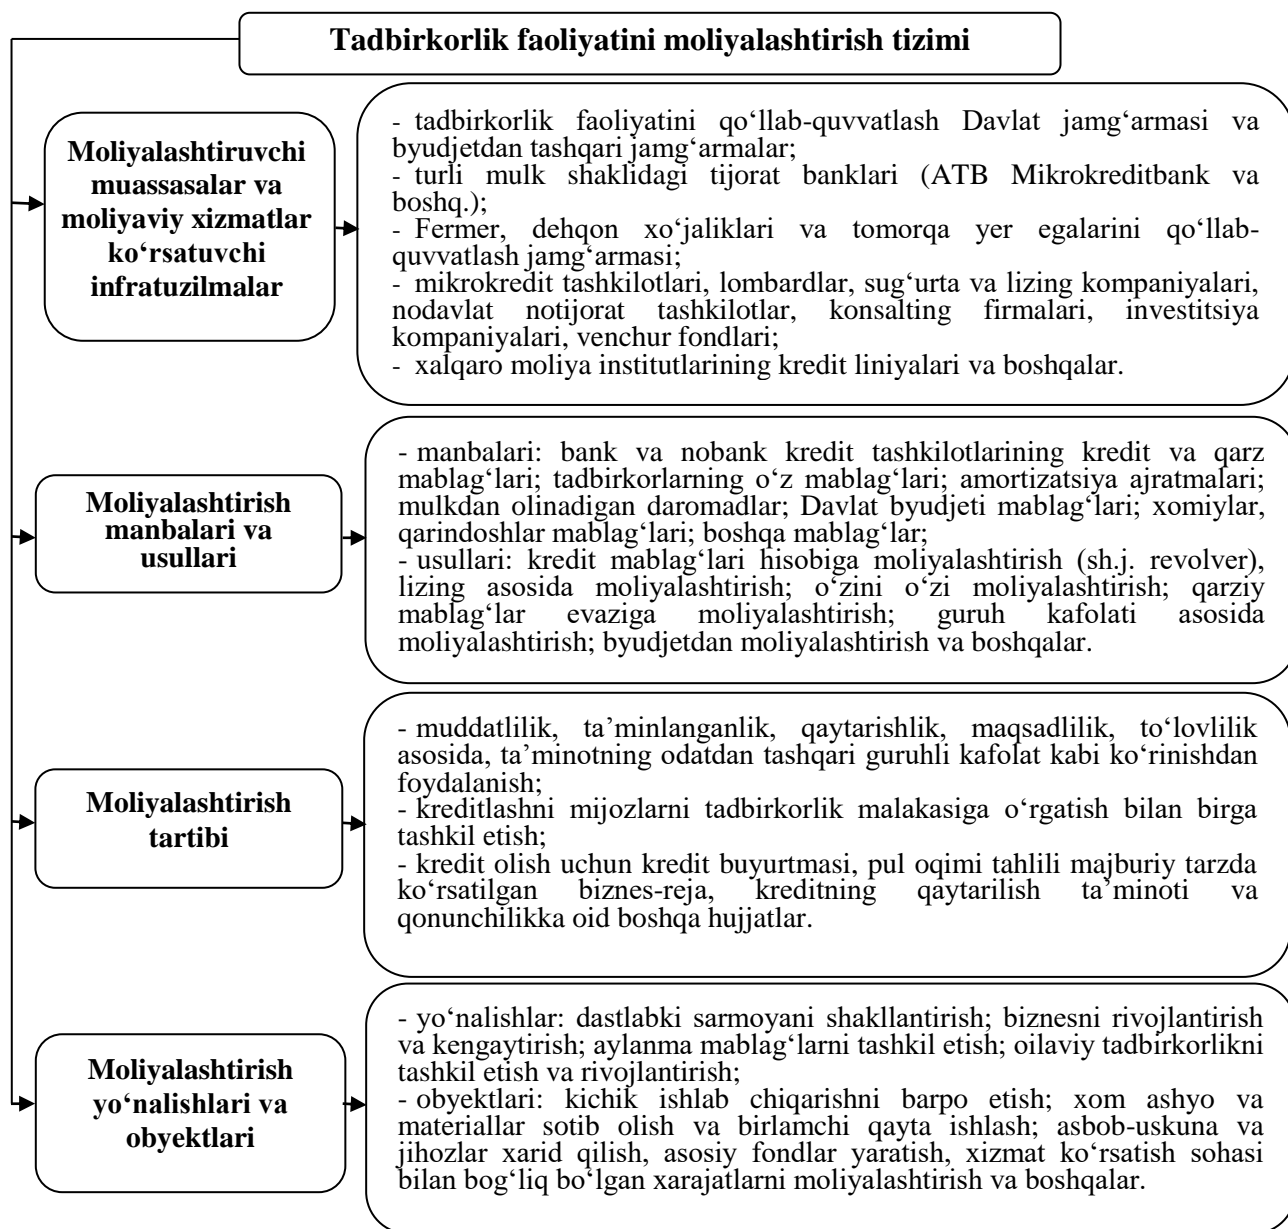 Tadbirkorlik faoliyatini moliyalashtirish tizimi
Moliyalashtiruvchi
muassasalar va
moliyaviy xizmatlar
ko‘rsatuvchi
infratuzilmalar
- tadbirkorlik faoliyatini qo‘llab-quvvatlash Davlat jamg‘armasi va
byudjetdan tashqari jamg‘armalar;
- turli mulk shaklidagi tijorat banklari (ATB Mikrokreditbank va
boshq.);
- Fermer, dehqon xo‘jaliklari va tomorqa yer egalarini qo‘llab-
quvvatlash jamg‘armasi;
- mikrokredit tashkilotlari, lombardlar, sug‘urta va lizing kompaniyalari,
nodavlat notijorat tashkilotlar, konsalting firmalari, investitsiya
kompaniyalari, venchur fondlari;
- xalqaro moliya institutlarining kredit liniyalari va boshqalar.
Moliyalashtirish
manbalari va
usullari
- manbalari: bank va nobank kredit tashkilotlarining kredit va qarz
mablag‘lari; tadbirkorlarning o‘z mablag‘lari; amortizatsiya ajratmalari;
mulkdan olinadigan daromadlar; Davlat byudjeti mablag‘lari; xomiylar,
qarindoshlar mablag‘lari; boshqa mablag‘lar;
- usullari: kredit mablag‘lari hisobiga moliyalashtirish (sh.j. revolver),
lizing asosida moliyalashtirish; o‘zini o‘zi moliyalashtirish; qarziy
mablag‘lar evaziga moliyalashtirish; guruh kafolati asosida
moliyalashtirish; byudjetdan moliyalashtirish va boshqalar.
Moliyalashtirish
tartibi
- muddatlilik, ta’minlanganlik, qaytarishlik, maqsadlilik, to‘lovlilik
asosida, ta’minotning odatdan tashqari guruhli kafolat kabi ko‘rinishdan
foydalanish;
- kreditlashni mijozlarni tadbirkorlik malakasiga o‘rgatish bilan birga
tashkil etish;
- kredit olish uchun kredit buyurtmasi, pul oqimi tahlili majburiy tarzda
ko‘rsatilgan biznes-reja, kreditning qaytarilish ta’minoti va
qonunchilikka oid boshqa hujjatlar.
Moliyalashtirish
yo‘nalishlari va
obyektlari
- yo‘nalishlar: dastlabki sarmoyani shakllantirish; biznesni rivojlantirish
va kengaytirish; aylanma mablag‘larni tashkil etish; oilaviy tadbirkorlikni
tashkil etish va rivojlantirish;
- obyektlari: kichik ishlab chiqarishni barpo etish; xom ashyo va
materiallar sotib olish va birlamchi qayta ishlash; asbob-uskuna va
jihozlar xarid qilish, asosiy fondlar yaratish, xizmat ko‘rsatish sohasi
bilan bog‘liq bo‘lgan xarajatlarni moliyalashtirish va boshqalar.